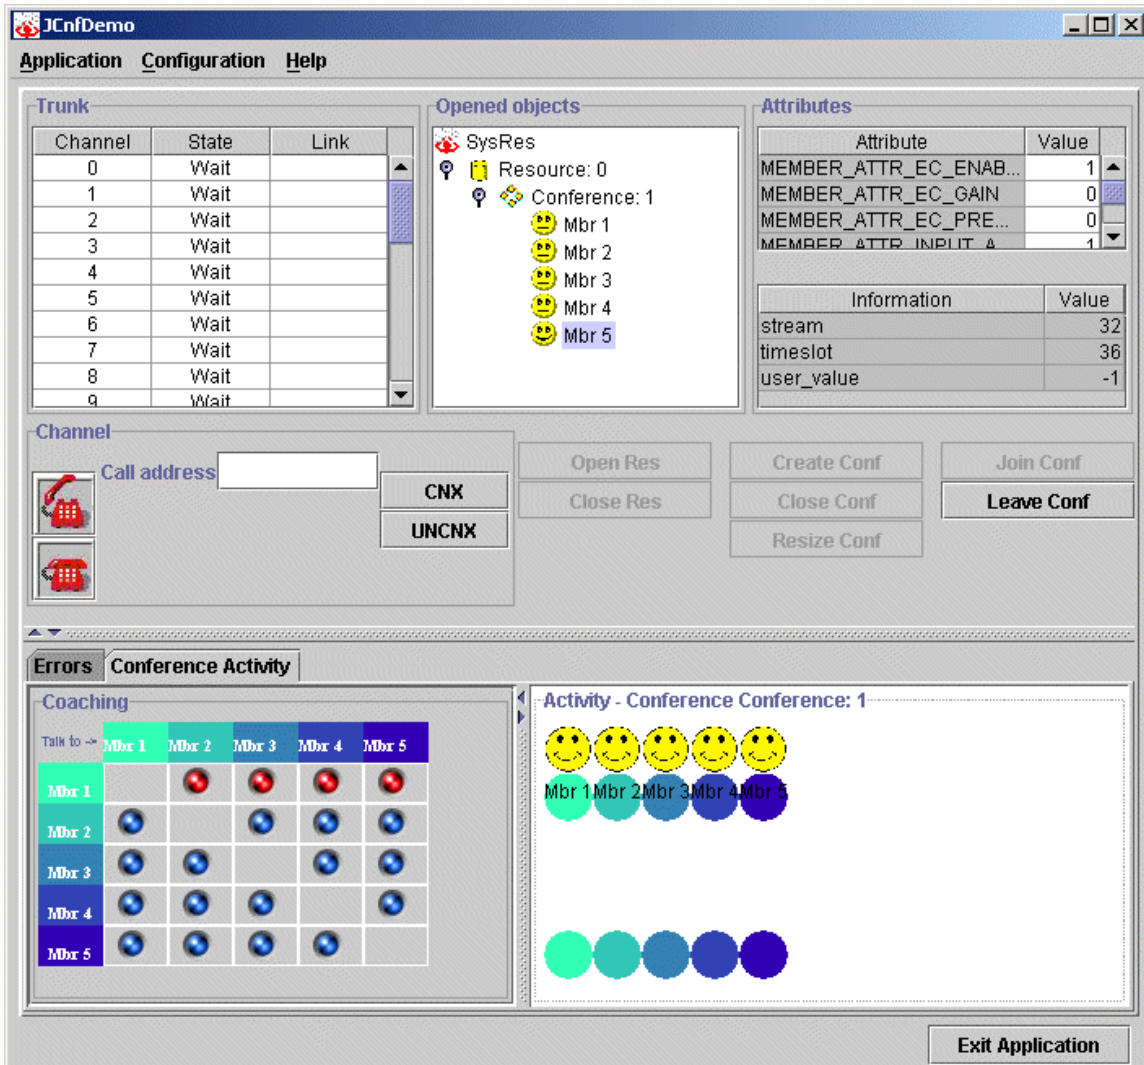 JCnfDemo
Application Configuration Help
Trunk
Channel State Link
0 Wait
1 Wait
2 Wait
3 Wait
4 Wait
5 Wait
6 Wait
7 Wait
8 Wait
9 Wait
Opened objects
SysRes
Resource: 0
Conference: 1
Mbr 1
Mbr 2
Mbr 3
Mbr 4
Mbr 5
Attributes
Attribute Value
MEMBER_ATTR_EC_ENAB... 1
MEMBER_ATTR_EC_GAIN 0
MEMBER_ATTR_EC_PRE... 0
MEMBER_ATTR_INPUT_A... 1
Information Value
stream 32
timeslot 36
user_value -1
Channel
Call address
CNX
UNCNX
Open Res Create Conf Join Conf
Close Res Close Conf Leave Conf
Resize Conf
Errors Conference Activity
Coaching
Talk to -> Mbr 1 Mbr 2 Mbr 3 Mbr 4 Mbr 5
Mbr 1
Mbr 2
Mbr 3
Mbr 4
Mbr 5
Activity - Conference Conference: 1
Mbr 1 Mbr 2 Mbr 3 Mbr 4 Mbr 5
Exit Application